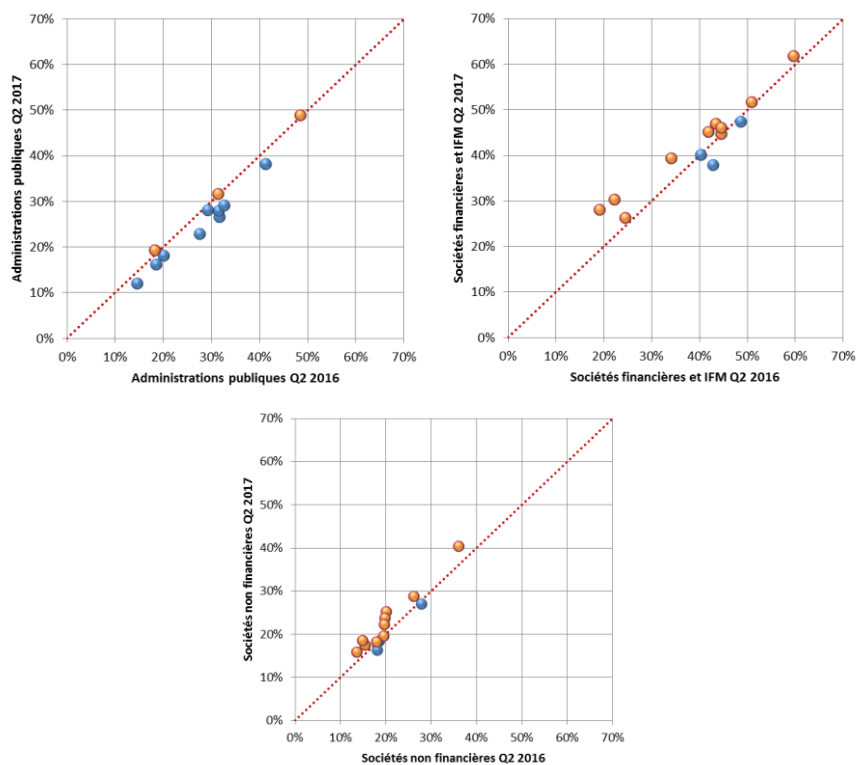 70%
60%
50%
40%
30%
20%
10%
0%
0% 10% 20% 30% 40% 50% 60% 70%
Administrations publiques Q2 2017
Administrations publiques Q2 2016
70%
60%
50%
40%
30%
20%
10%
0%
0% 10% 20% 30% 40% 50% 60% 70%
Sociétés financières et IFM Q2 2017
Sociétés financières et IFM Q2 2016
70%
60%
50%
40%
30%
20%
10%
0%
0% 10% 20% 30% 40% 50% 60% 70%
Sociétés non financières Q2 2017
Sociétés non financières Q2 2016